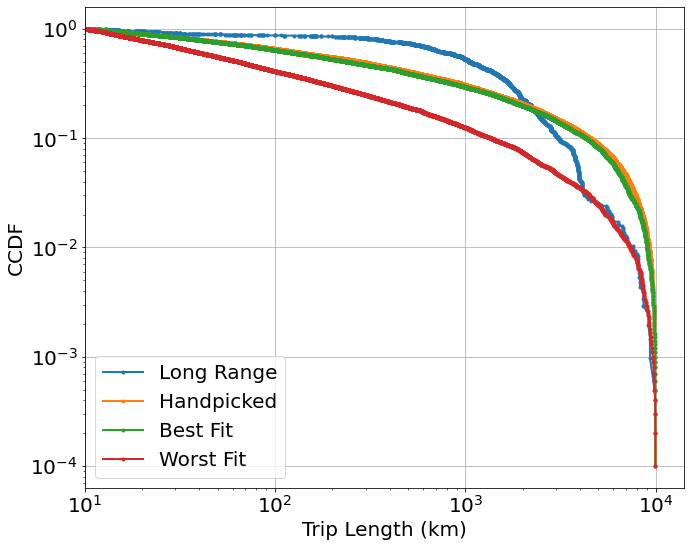 10⁰
10⁻¹
10⁻²
10⁻³
10⁻⁴
CCDF
Long Range
Handpicked
Best Fit
Worst Fit
10¹ 10² 10³ 10⁴
Trip Length (km)